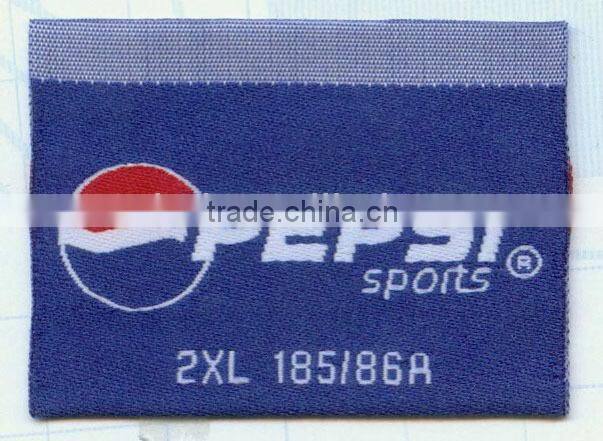 trade.china.cn
PEPSI
sports ®
2XL 185/86A